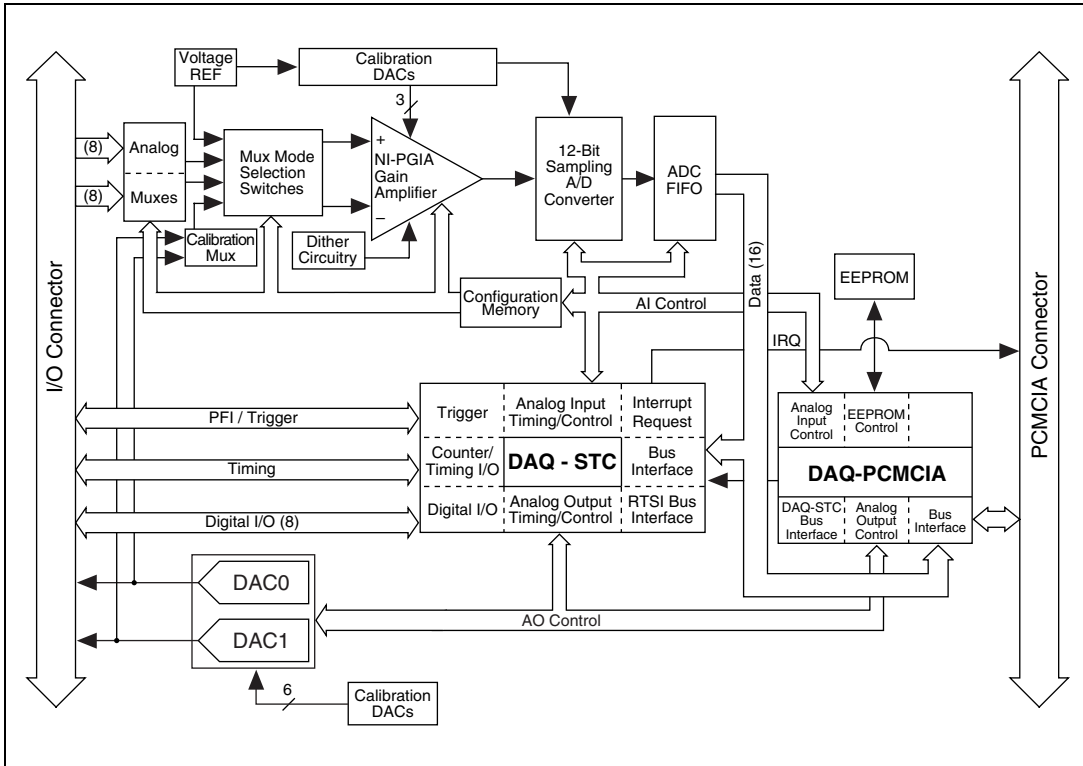 Voltage
REF
Calibration
DACs
3
(8)
(8)
Analog
Muxes
Mux Mode
Selection
Switches
+
NI-PGIA
Gain
Amplifier
–
12-Bit
Sampling
A/D
Converter
ADC
FIFO
Calibration
Mux
Dither
Circuitry
Configuration
Memory
AI Control
Data (16)
EEPROM
IRQ
I/O Connector
PCMCIA Connector
PFI / Trigger
Timing
Digital I/O (8)
Trigger
Analog Input
Timing/Control
Interrupt
Request
Counter/
Timing I/O
DAQ - STC
Bus
Interface
Digital I/O
Analog Output
Timing/Control
RTSI Bus
Interface
Analog
Input
Control
EEPROM
Control
DAQ-PCMCIA
DAQ-STC
Bus
Interface
Analog
Output
Control
Bus
Interface
DAC0
DAC1
AO Control
6
Calibration
DACs